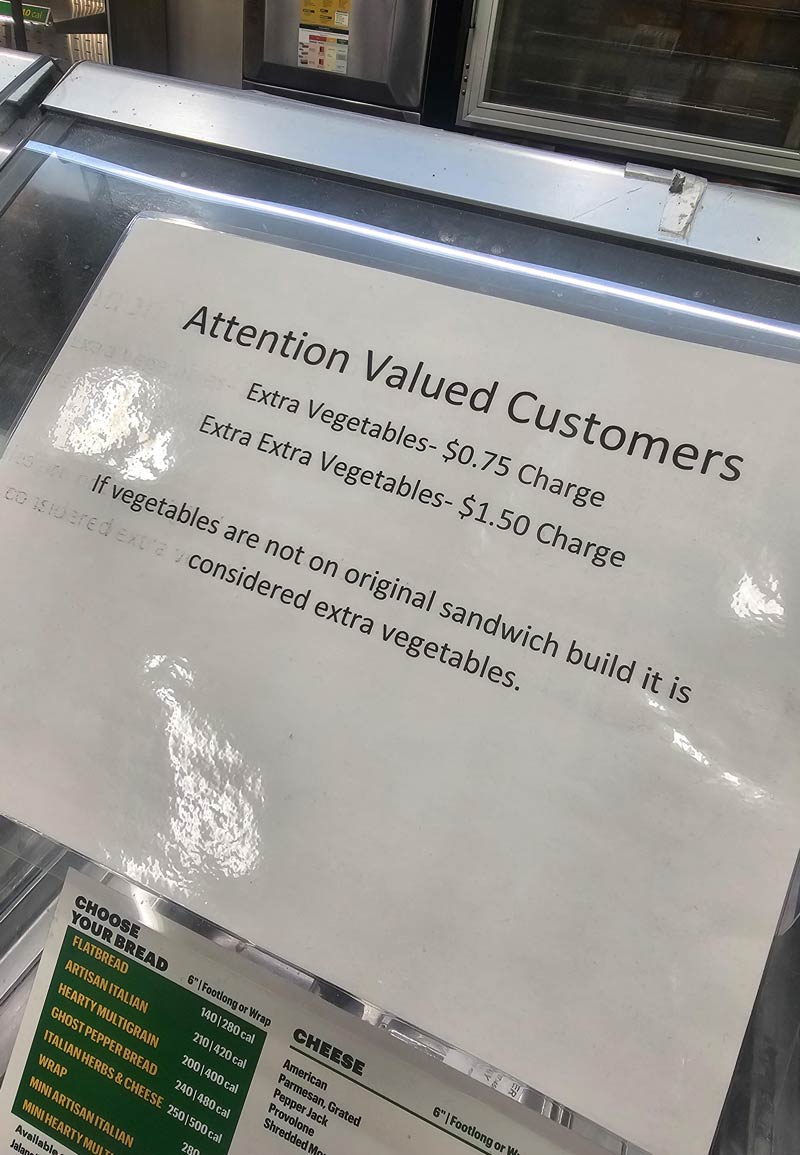 Attention Valued Customers
Extra Vegetables- $0.75 Charge
Extra Extra Vegetables- $1.50 Charge
If vegetables are not on original sandwich build it is
considered extra vegetables.
CHOOSE
YOUR BREAD
6" | Footlong or Wrap
FLATBREAD 140|280 cal
ARTISAN ITALIAN 210|420 cal
HEARTY MULTIGRAIN 200|400 cal
GHOST PEPPER BREAD 240|480 cal
ITALIAN HERBS & CHEESE 250|500 cal
WRAP 280
MINI ARTISAN ITALIAN
MINI HEARTY MULTI
Available
CHEESE
6" | Footlong or
American
Parmesan, Grated
Pepper Jack
Provolone
Shredded